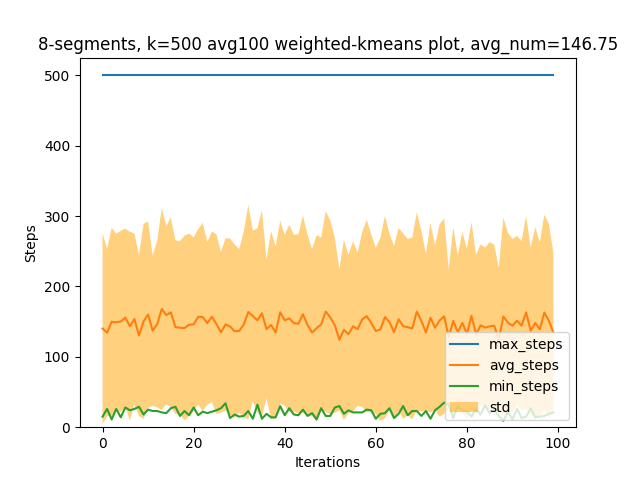 8-segments, k=500 avg100 weighted-kmeans plot, avg_num=146.75
500
400
300
200
100
0
Steps
0
20
40
60
80
100
Iterations
max_steps
avg_steps
min_steps
std